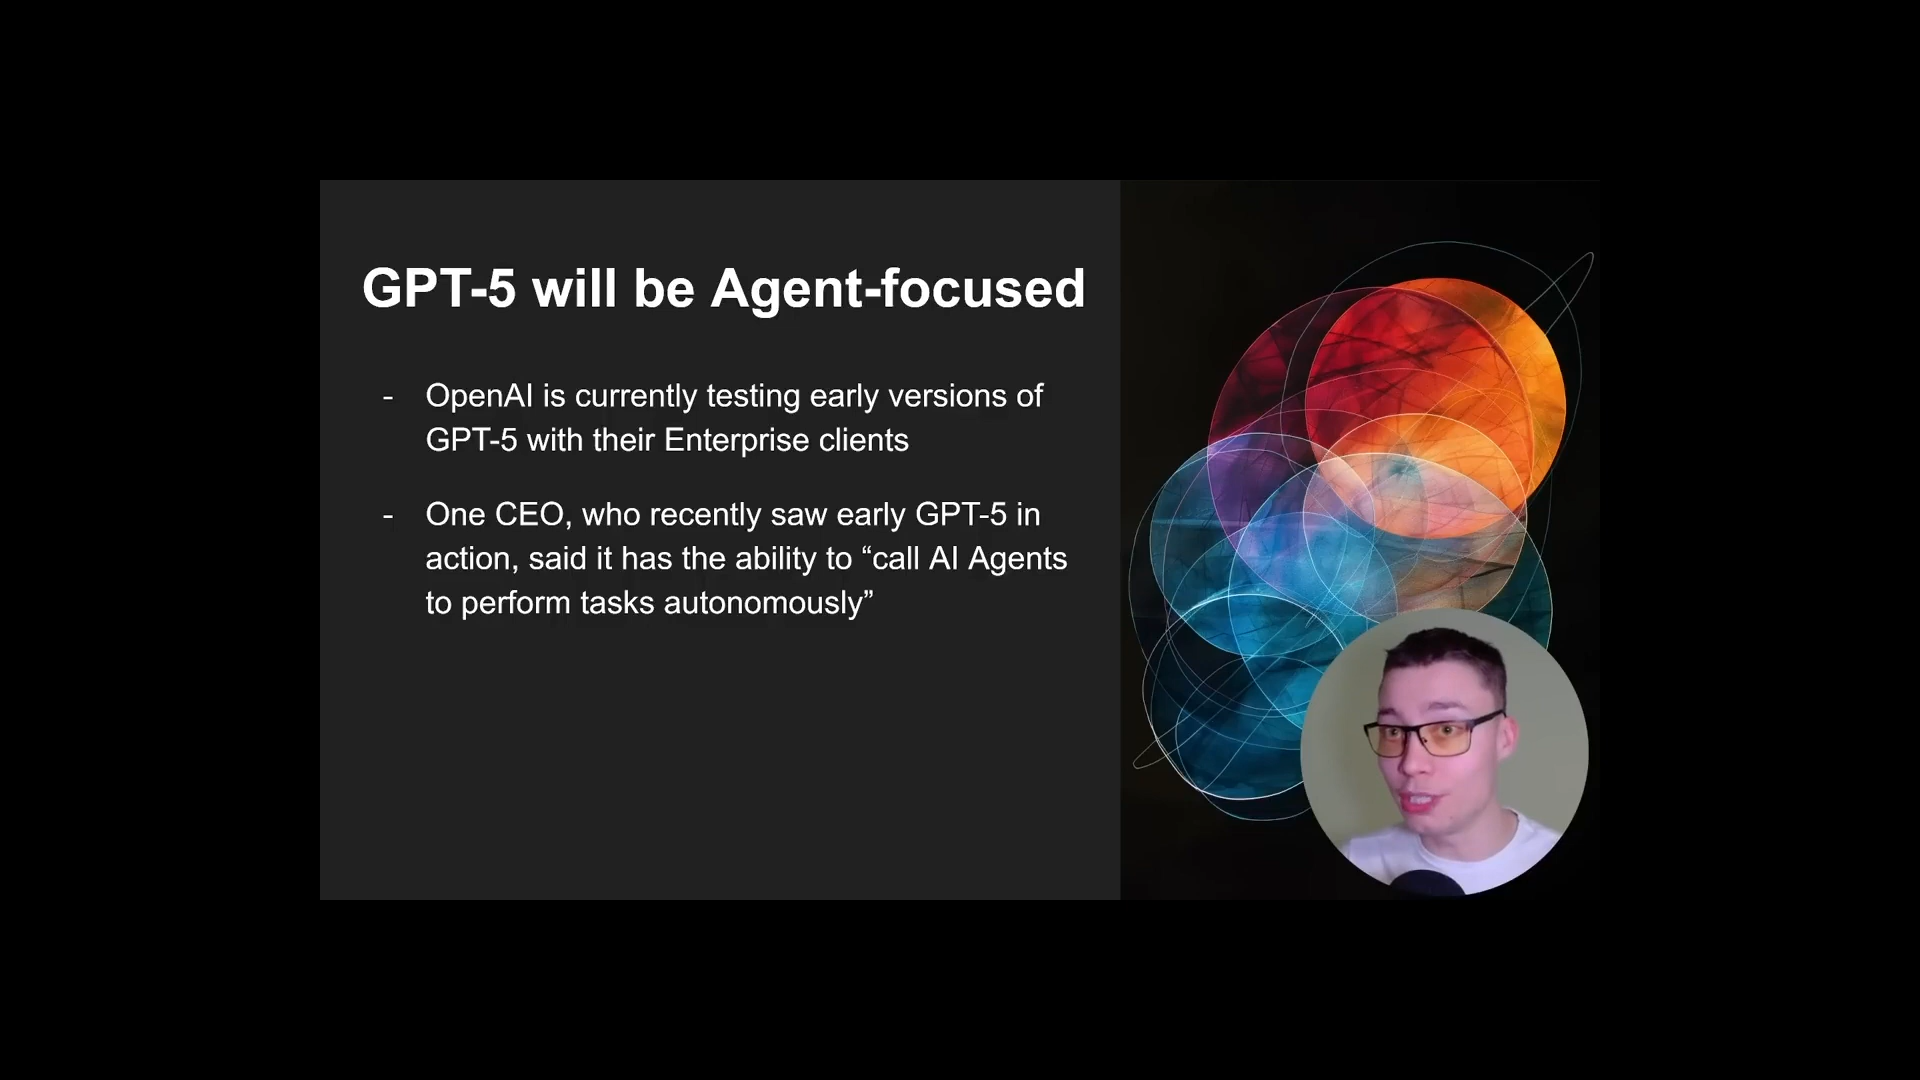 GPT-5 will be Agent-focused
- OpenAI is currently testing early versions of
GPT-5 with their Enterprise clients
- One CEO, who recently saw early GPT-5 in
action, said it has the ability to “call AI Agents
to perform tasks autonomously”